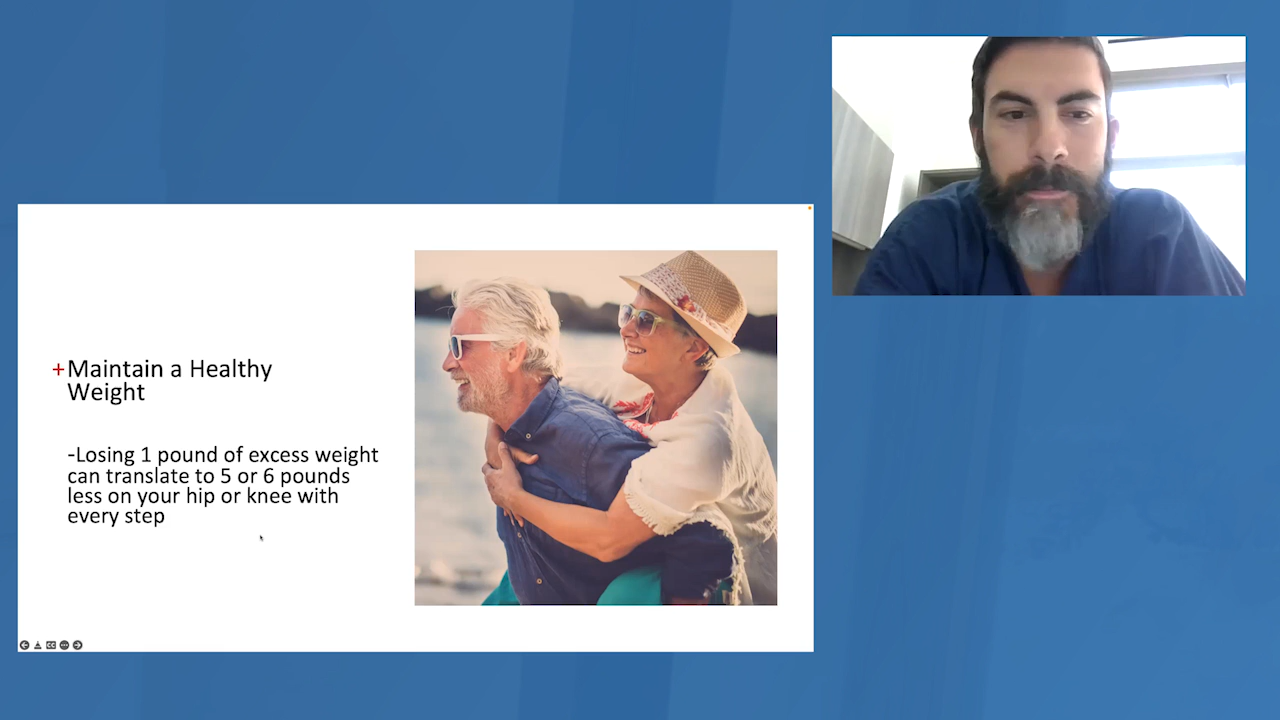 +Maintain a Healthy
Weight
-Losing 1 pound of excess weight
can translate to 5 or 6 pounds
less on your hip or knee with
every step
CC